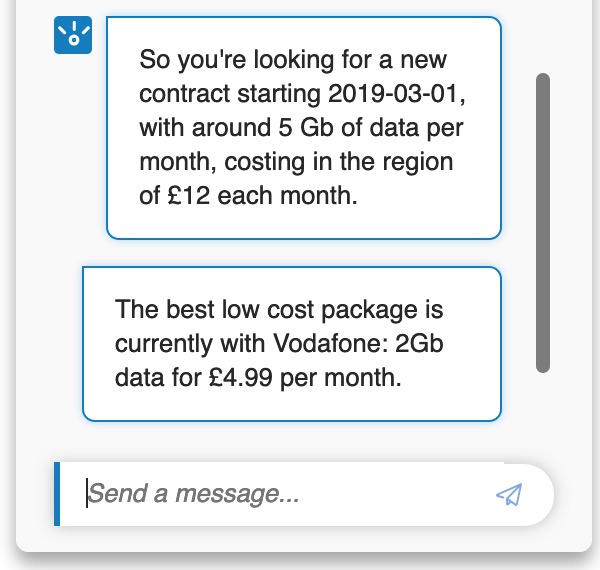 So you're looking for a new
contract starting 2019-03-01,
with around 5 Gb of data per
month, costing in the region
of £12 each month.
The best low cost package is
currently with Vodafone: 2Gb
data for £4.99 per month.
Send a message...